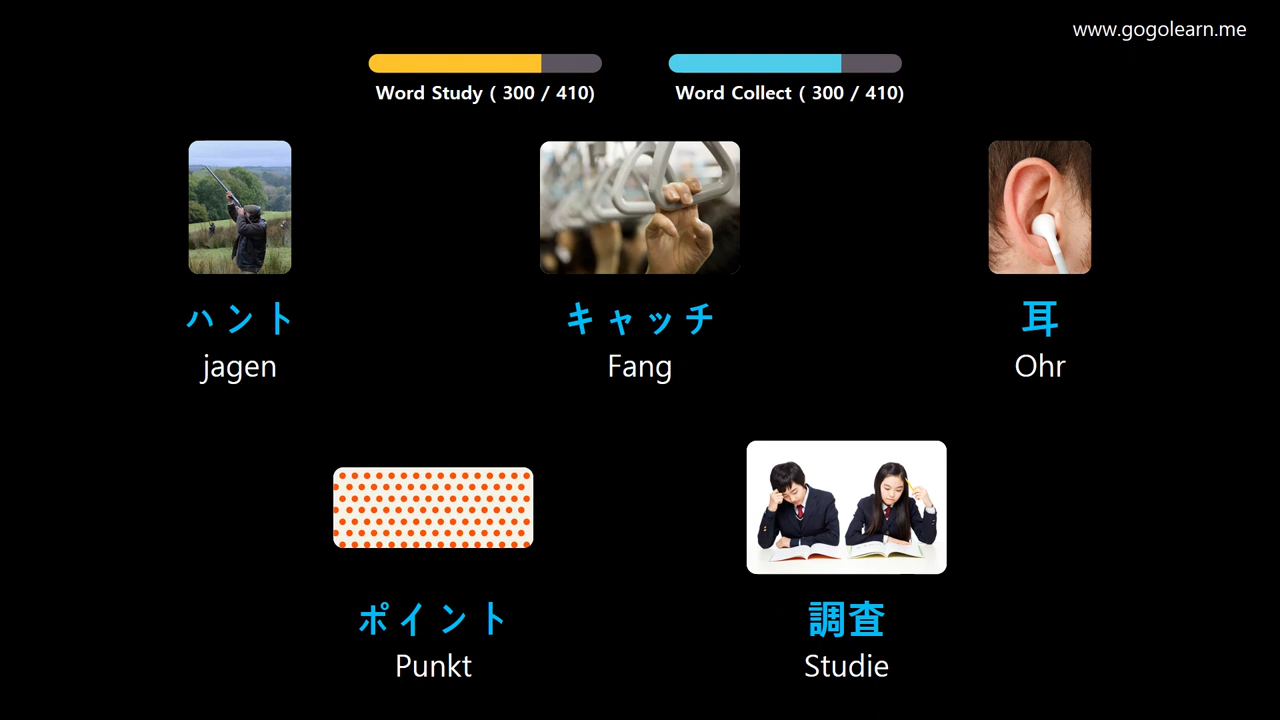 www.gogolearn.me
Word Study ( 300 / 410)
Word Collect ( 300 / 410)
ハント
jagen
キャッチ
Fang
耳
Ohr
ポイント
Punkt
調査
Studie